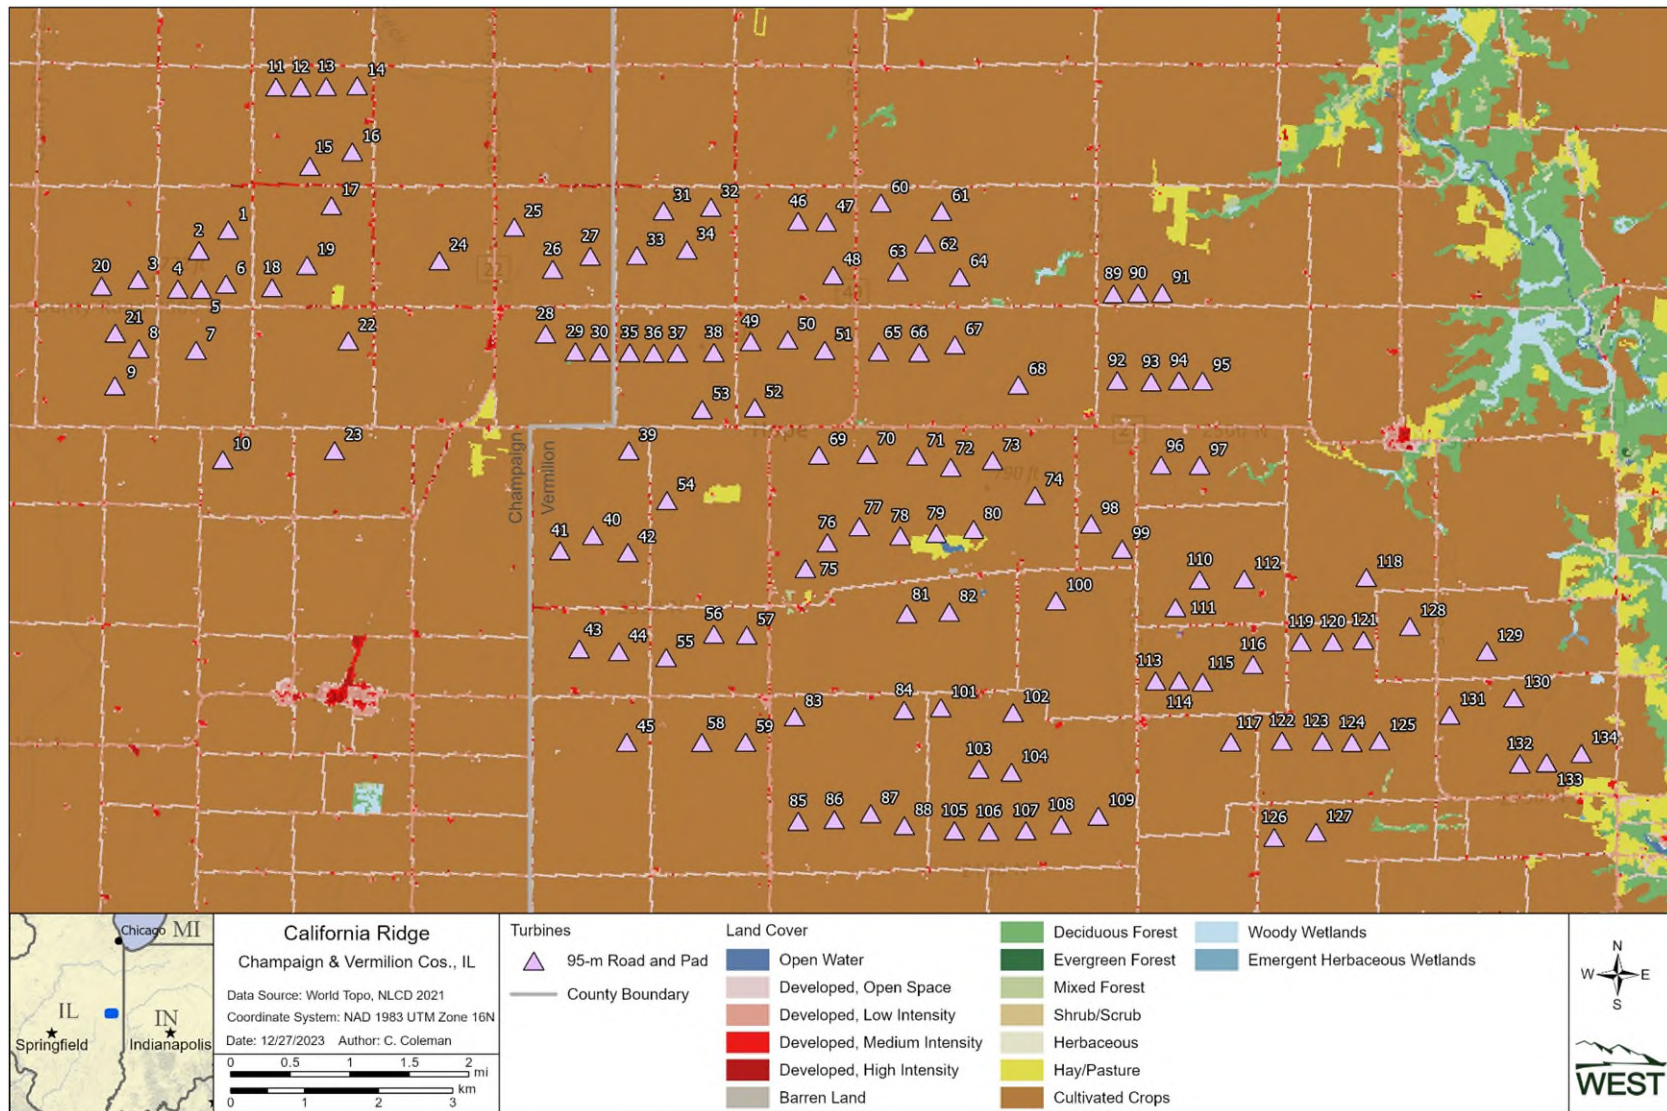 11 12 13 14
15 16
17
1 2 3 4 5 6 18 19 20
21 8 7 9 22
10 23
24 25 26 27
28 29 30 35 36 37 38
31 32 33 34
46 47 48
60 61 62 63 64
49 50 51 65 66 67
53 52 68
89 90 91
92 93 94 95
39 69 70 71 72 73 96 97
54 74
41 40 42 76 77 78 79 80 98 99
75
110 111 112 118
81 82 100
43 44 55 56 57
119 120 121 128 129
113 114 115 116
83 84 101 102 131 130
45 58 59 117 122 123 124 125
103 104 132 133 134
85 86 87 88 105 106 107 108 109
126 127
22
Hope
790 ft
Champaign
Vermilion
MI
Chicago
IL
IN
Springfield
Indianapolis
California Ridge
Champaign & Vermilion Cos., IL
Data Source: World Topo, NLCD 2021
Coordinate System: NAD 1983 UTM Zone 16N
Date: 12/27/2023 Author: C. Coleman
0 0.5 1 1.5 2
mi
km
0 1 2 3
Turbines
95-m Road and Pad
County Boundary
Land Cover
Open Water
Developed, Open Space
Developed, Low Intensity
Developed, Medium Intensity
Developed, High Intensity
Barren Land
Deciduous Forest
Evergreen Forest
Mixed Forest
Shrub/Scrub
Herbaceous
Hay/Pasture
Cultivated Crops
Woody Wetlands
Emergent Herbaceous Wetlands
N
W E
S
WEST